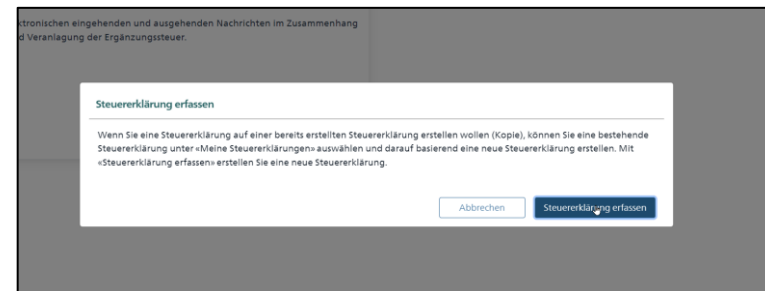 ktronischen eingehenden und ausgehenden Nachrichten im Zusammenhang
d Veranlagung der Ergänzungssteuer.
Steuererklärung erfassen
Wenn Sie eine Steuererklärung auf einer bereits erstellten Steuererklärung erstellen wollen (Kopie), können Sie eine bestehende
Steuererklärung unter «Meine Steuererklärungen» auswählen und darauf basierend eine neue Steuererklärung erstellen. Mit
«Steuererklärung erfassen» erstellen Sie eine neue Steuererklärung.
Abbrechen
Steuererklärung erfassen